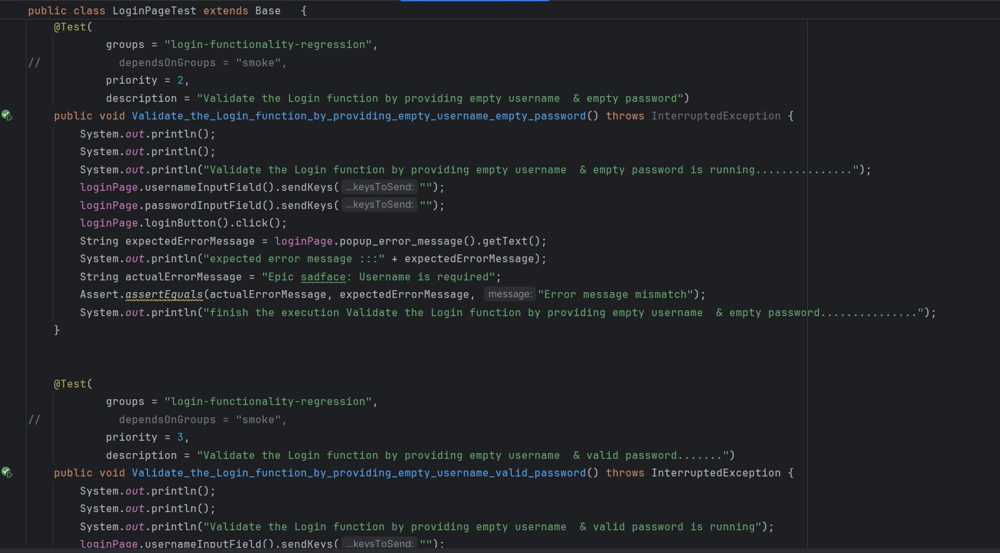 public class LoginPageTest extends Base   {
    @Test(
            groups = "login-functionality-regression",
//            dependsOnGroups = "smoke",
            priority = 2,
            description = "Validate the Login function by providing empty username  & empty password")
    public void Validate_the_Login_function_by_providing_empty_username_empty_password() throws InterruptedException {
        System.out.println();
        System.out.println();
        System.out.println("Validate the Login function by providing empty username  & empty password is running...............");
        loginPage.usernameInputField().sendKeys( ...keysToSend: "");
        loginPage.passwordInputField().sendKeys( ...keysToSend: "");
        loginPage.loginButton().click();
        String expectedErrorMessage = loginPage.popup_error_message().getText();
        System.out.println("expected error message :::" + expectedErrorMessage);
        String actualErrorMessage = "Epic sadface: Username is required";
        Assert.assertEquals(actualErrorMessage, expectedErrorMessage,  message: "Error message mismatch");
        System.out.println("finish the execution Validate the Login function by providing empty username  & empty password...............");
    }
    @Test(
            groups = "login-functionality-regression",
//            dependsOnGroups = "smoke",
            priority = 3,
            description = "Validate the Login function by providing empty username  & valid password.......")
    public void Validate_the_Login_function_by_providing_empty_username_valid_password() throws InterruptedException {
        System.out.println();
        System.out.println();
        System.out.println("Validate the Login function by providing empty username  & valid password is running");
        loginPage.usernameInputField().sendKeys( ...keysToSend: "");